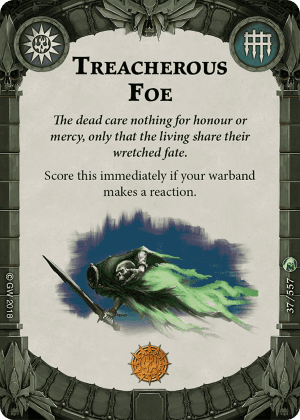 Treacherous
Foe
The dead care nothing for honour or
mercy, only that the living share their
wretched fate.
Score this immediately if your warband
makes a reaction.
© GW 2018
37/557